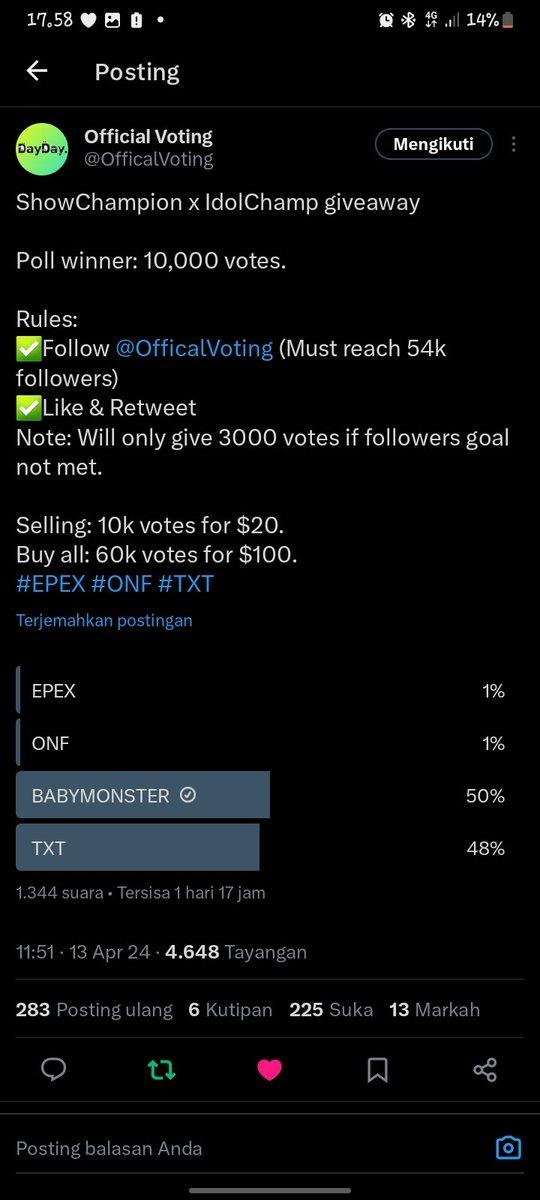 17.58
4G
14%
Posting
DayDay.
Official Voting
@OfficalVoting
Mengikuti
ShowChampion x IdolChamp giveaway
Poll winner: 10,000 votes.
Rules:
✅Follow @OfficalVoting (Must reach 54k
followers)
✅Like & Retweet
Note: Will only give 3000 votes if followers goal
not met.
Selling: 10k votes for $20.
Buy all: 60k votes for $100.
#EPEX #ONF #TXT
Terjemahkan postingan
EPEX 1%
ONF 1%
BABYMONSTER 50%
TXT 48%
1.344 suara • Tersisa 1 hari 17 jam
11:51 · 13 Apr 24 · 4.648 Tayangan
283 Posting ulang 6 Kutipan 225 Suka 13 Markah
Posting balasan Anda